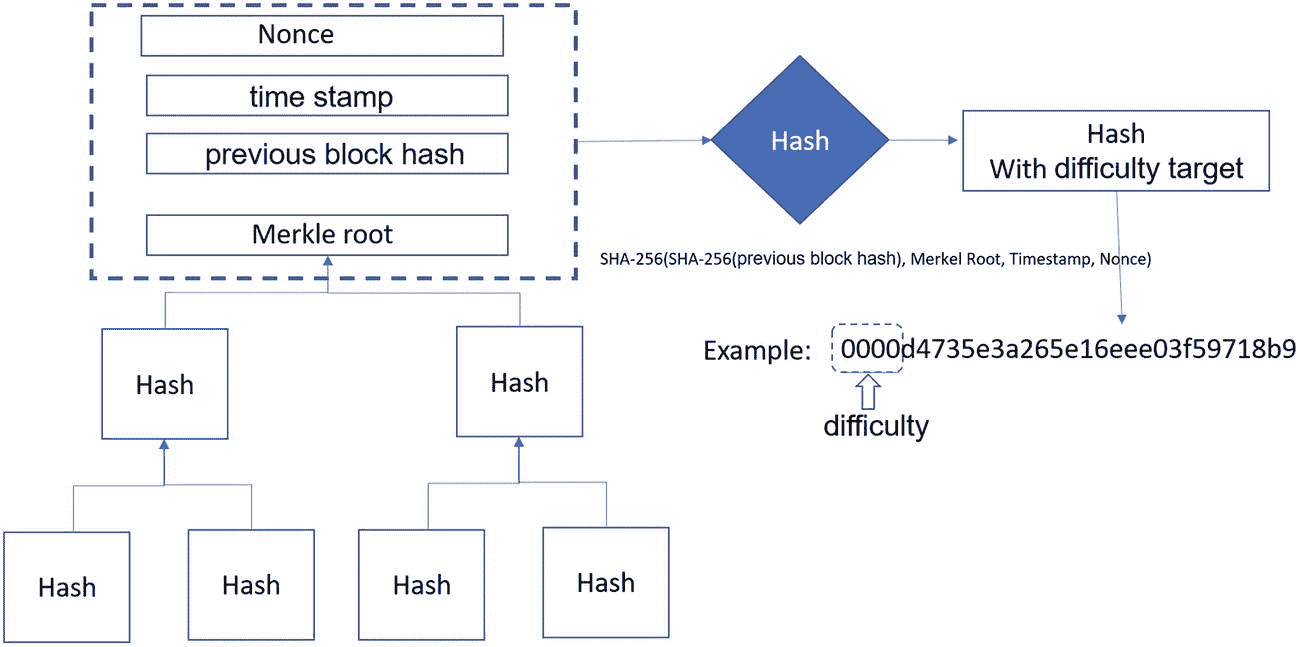 Nonce
time stamp
previous block hash
Merkle root
Hash
Hash
With difficulty target
SHA-256(SHA-256(previous block hash), Merkel Root, Timestamp, Nonce)
Example: 0000d4735e3a265e16eee03f59718b9
difficulty
Hash
Hash
Hash
Hash
Hash
Hash